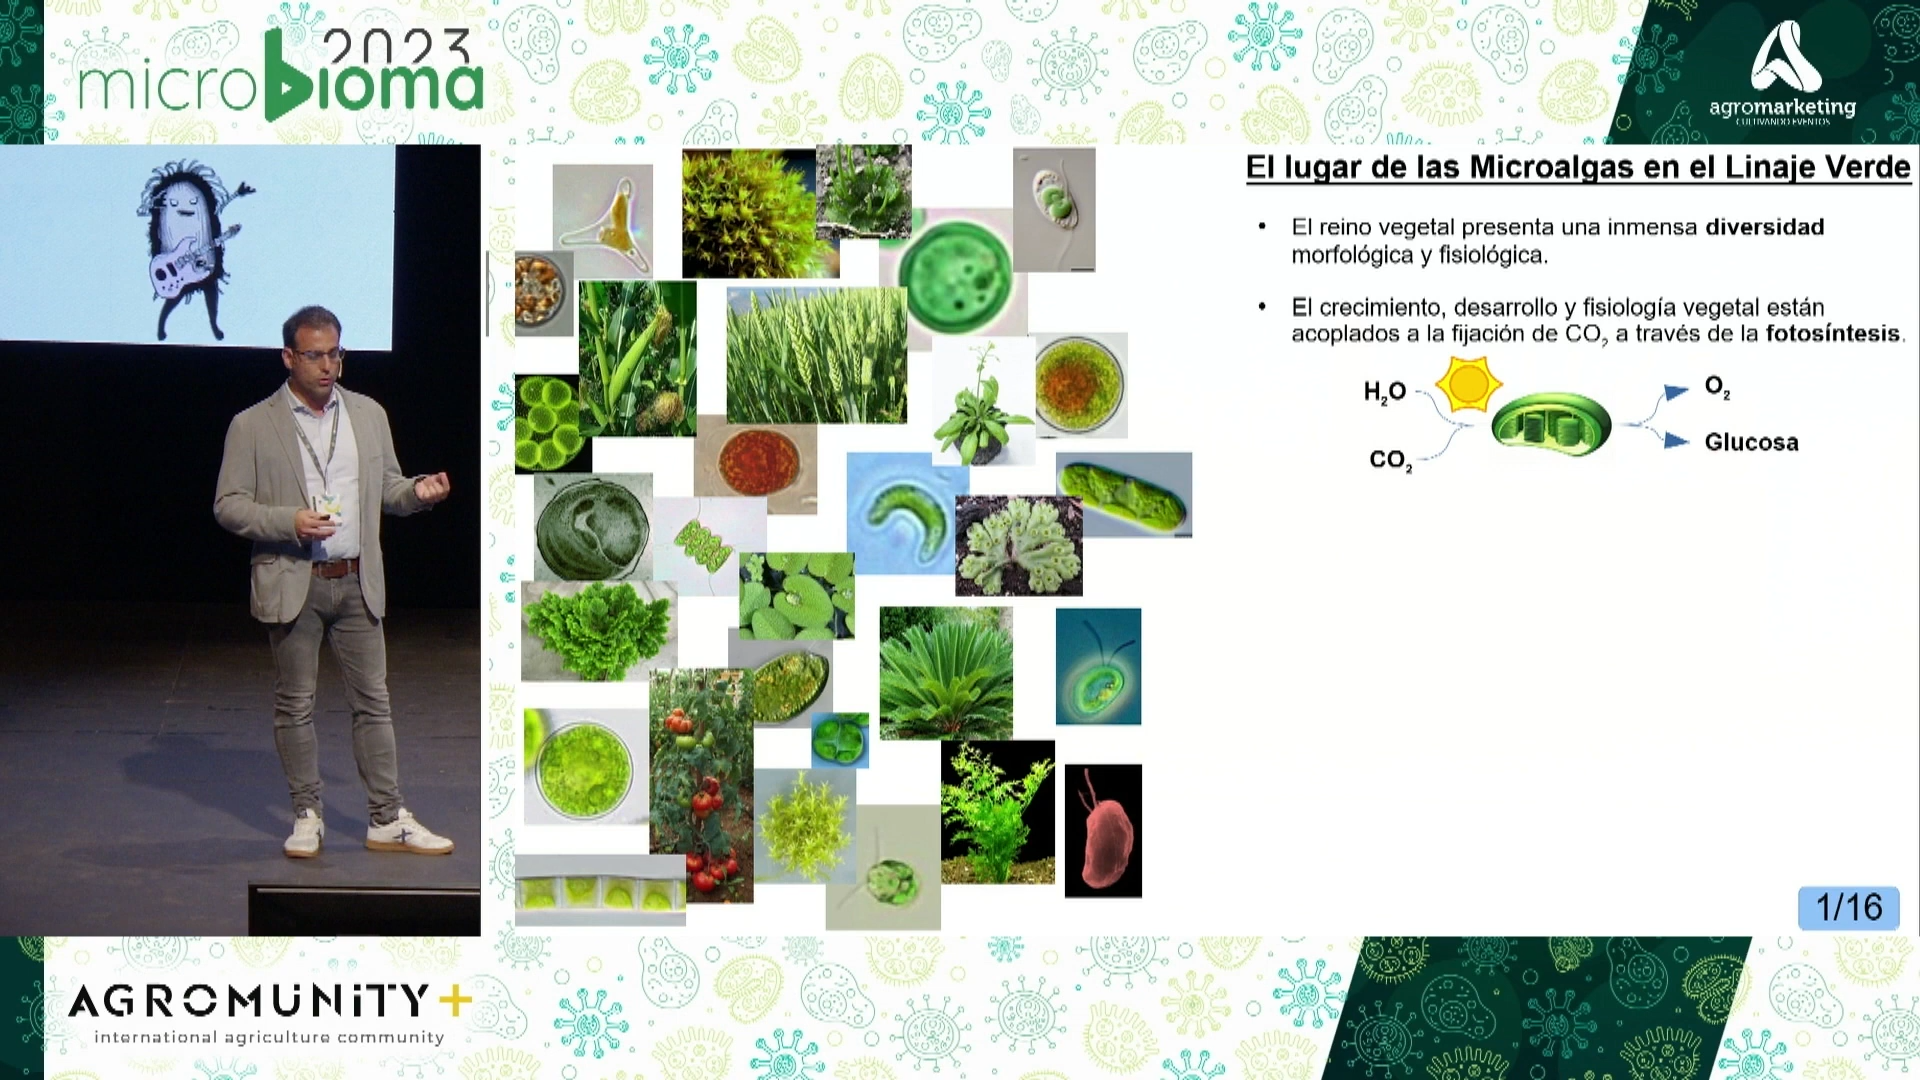 2023
microbioma
agromarketing
CULTIVANDO EVENTOS
El lugar de las Microalgas en el Linaje Verde
• El reino vegetal presenta una inmensa diversidad
morfológica y fisiológica.
• El crecimiento, desarrollo y fisiología vegetal están
acoplados a la fijación de CO₂ a través de la fotosíntesis.
H₂O
O₂
Glucosa
CO₂
1/16
AGROMUNITY+
international agriculture community